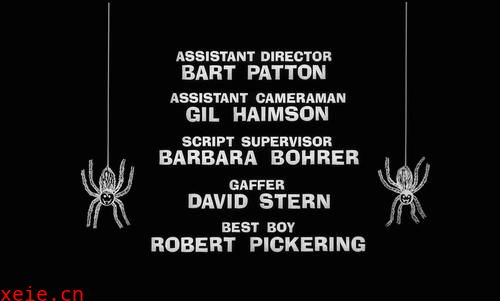 ASSISTANT DIRECTOR
BART PATTON
ASSISTANT CAMERAMAN
GIL HAIMSON
SCRIPT SUPERVISOR
BARBARA BOHRER
GAFFER
DAVID STERN
BEST BOY
ROBERT PICKERING
xeie.cn